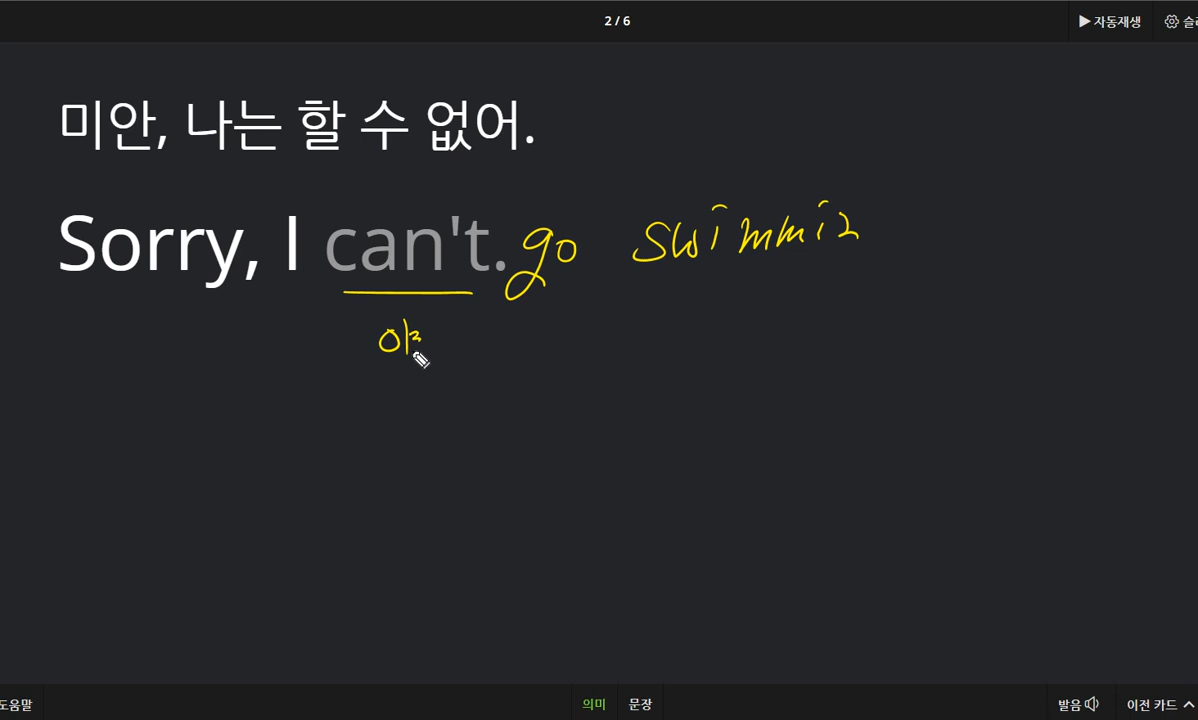 2 / 6
▶ 자동재생
미안, 나는 할 수 없어.
Sorry, I can't. go
도움말
의미
문장
발음
이전 카드